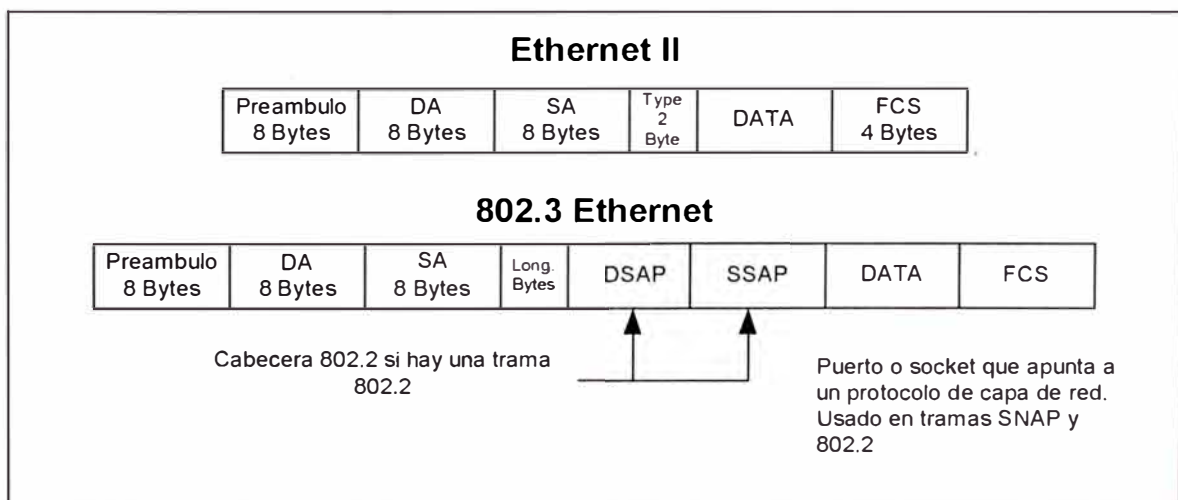 Ethernet II
Preambulo
8 Bytes
DA
8 Bytes
SA
8 Bytes
Type
2
Byte
DATA
FCS
4 Bytes
802.3 Ethernet
Preambulo
8 Bytes
DA
8 Bytes
SA
8 Bytes
Long.
Bytes
DSAP
SSAP
DATA
FCS
Cabecera 802.2 si hay una trama
802.2
Puerto o socket que apunta a
un protocolo de capa de red.
Usado en tramas SNAP y
802.2